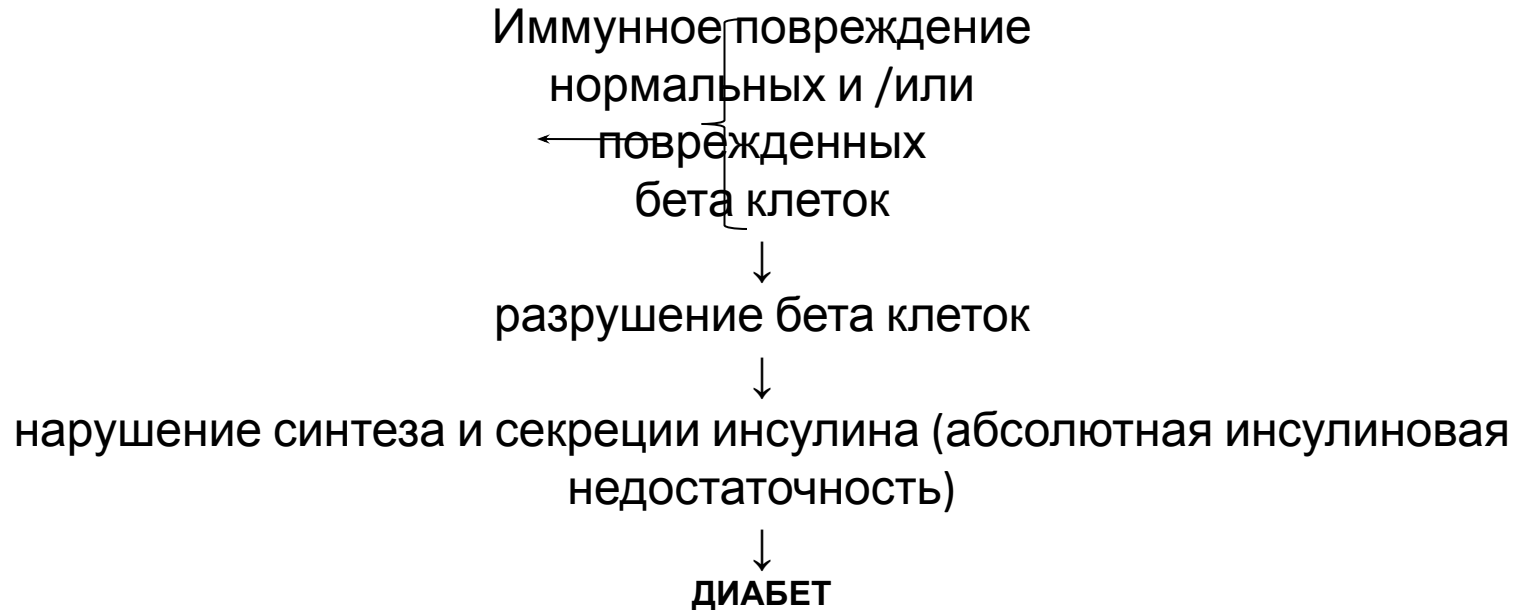 Иммунное повреждение
нормальных и /или
поврежденных
бета клеток
↓
разрушение бета клеток
↓
нарушение синтеза и секреции инсулина (абсолютная инсулиновая
недостаточность)
↓
ДИАБЕТ